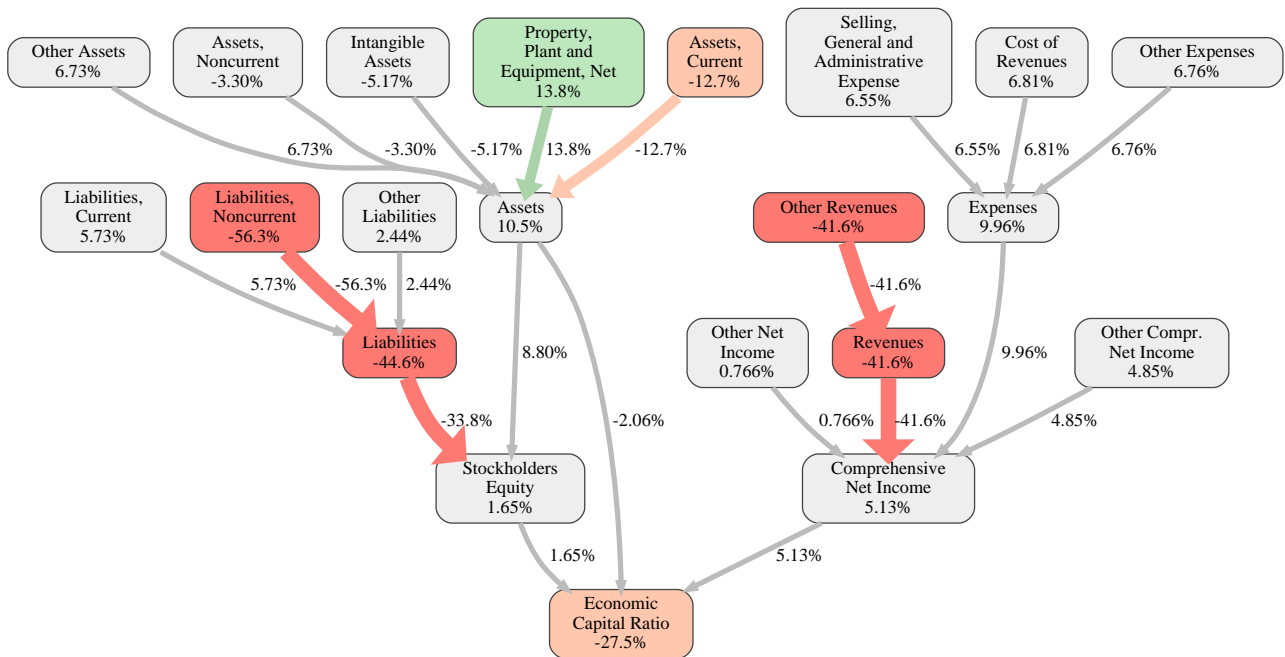 Other Assets
6.73%
Assets,
Noncurrent
-3.30%
Intangible
Assets
-5.17%
Property,
Plant and
Equipment, Net
13.8%
Assets,
Current
-12.7%
Selling,
General and
Administrative
Expense
6.55%
Cost of
Revenues
6.81%
Other Expenses
6.76%
6.73%
-3.30%
-5.17%
13.8%
-12.7%
6.55%
6.81%
6.76%
Liabilities,
Current
5.73%
Liabilities,
Noncurrent
-56.3%
Other
Liabilities
2.44%
Assets
10.5%
Other Revenues
-41.6%
Expenses
9.96%
5.73%
-56.3%
2.44%
-41.6%
Liabilities
-44.6%
8.80%
Other Net
Income
0.766%
Revenues
-41.6%
9.96%
Other Compr.
Net Income
4.85%
-33.8%
-2.06%
0.766%
-41.6%
4.85%
Stockholders
Equity
1.65%
Comprehensive
Net Income
5.13%
1.65%
5.13%
Economic
Capital Ratio
-27.5%